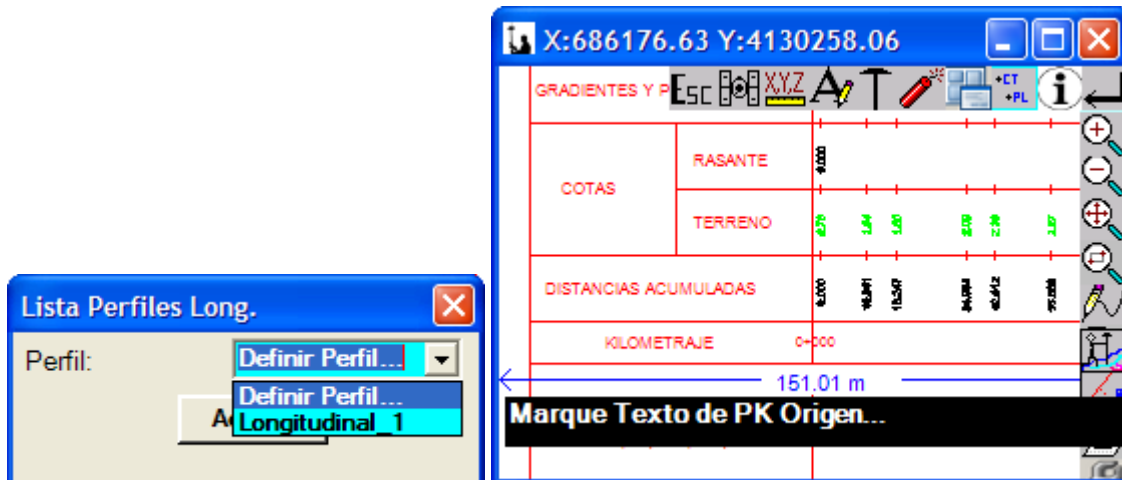 Lista Perfiles Long.
Perfil:
Definir Perfil...
Definir Perfil...
Longitudinal_1
X:686176.63 Y:4130258.06
GRADIENTES Y P
ESC
X,Y,Z
+CT
+PL
COTAS
RASANTE
TERRENO
DISTANCIAS ACUMULADAS
KILOMETRAJE
0+000
151.01 m
Marque Texto de PK Origen...